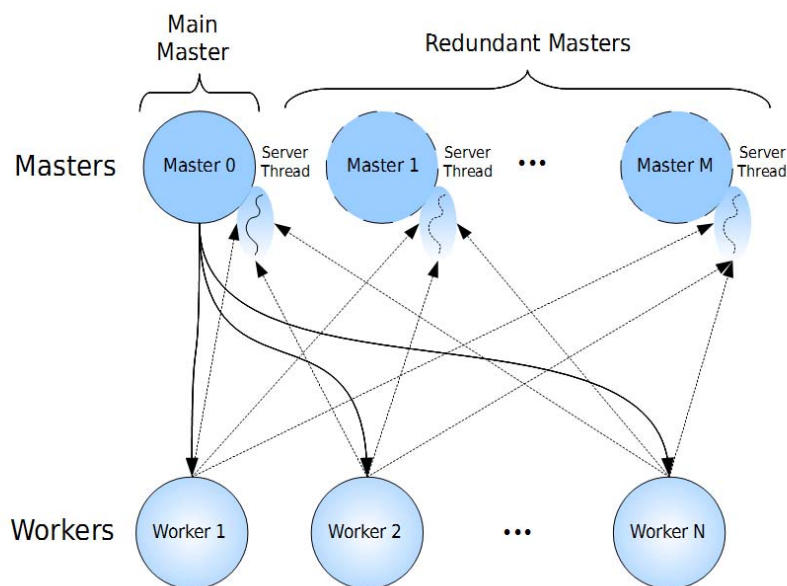 Main
Master
Redundant Masters
Masters
Master 0
Server
Thread
Master 1
Server
Thread
•••
Master M
Server
Thread
Workers
Worker 1
Worker 2
•••
Worker N